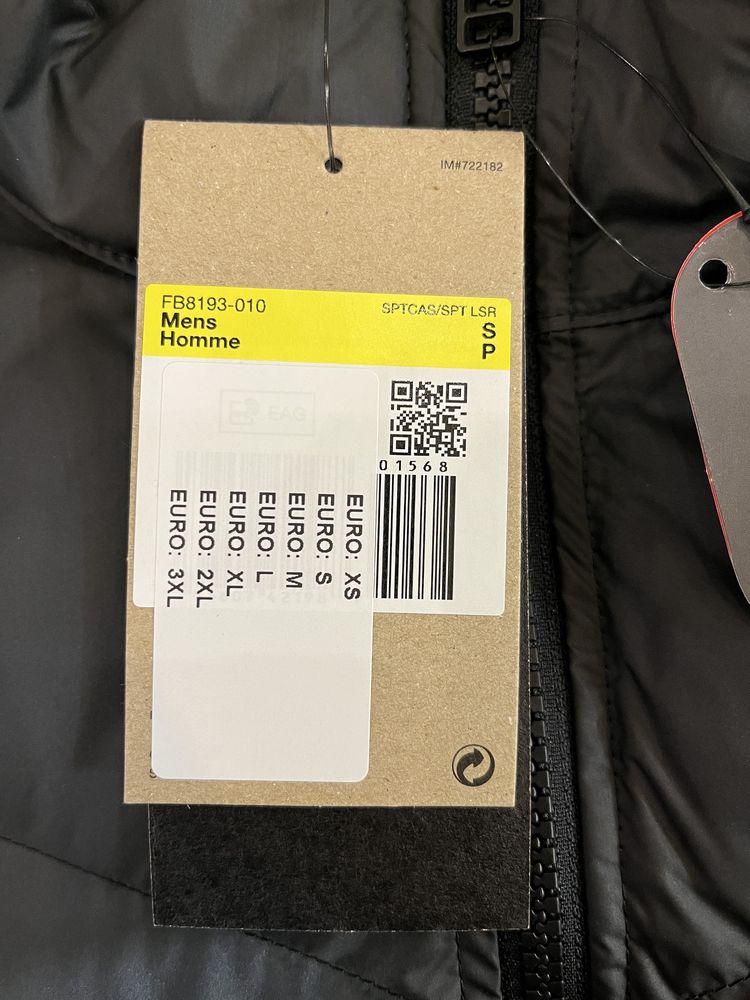 IM#722182
FB8193-010
SPTCAS/SPT LSR
Mens
S
Homme
P
EAC
01568
EURO: XS
EURO: S
EURO: M
EURO: L
EURO: XL
EURO: 2XL
EURO: 3XL